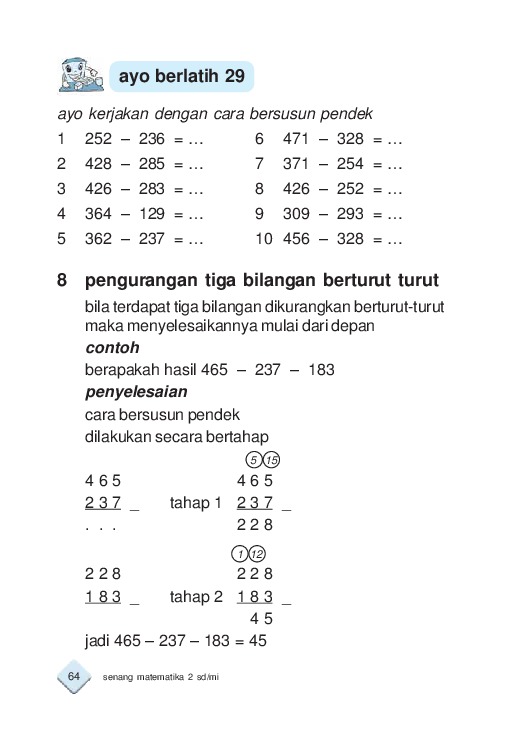 ayo berlatih 29
ayo kerjakan dengan cara bersusun pendek
1 252 – 236 = … 6 471 – 328 = …
2 428 – 285 = … 7 371 – 254 = …
3 426 – 283 = … 8 426 – 252 = …
4 364 – 129 = … 9 309 – 293 = …
5 362 – 237 = … 10 456 – 328 = …
8 pengurangan tiga bilangan berturut turut
bila terdapat tiga bilangan dikurangkan berturut-turut
maka menyelesaikannya mulai dari depan
contoh
berapakah hasil 465 – 237 – 183
penyelesaian
cara bersusun pendek
dilakukan secara bertahap
5 15
4 6 5 4 6 5
2 3 7 _ tahap 1 2 3 7 _
. . . 2 2 8
1 12
2 2 8 2 2 8
1 8 3 _ tahap 2 1 8 3 _
4 5
jadi 465 – 237 – 183 = 45
64 senang matematika 2 sd/mi